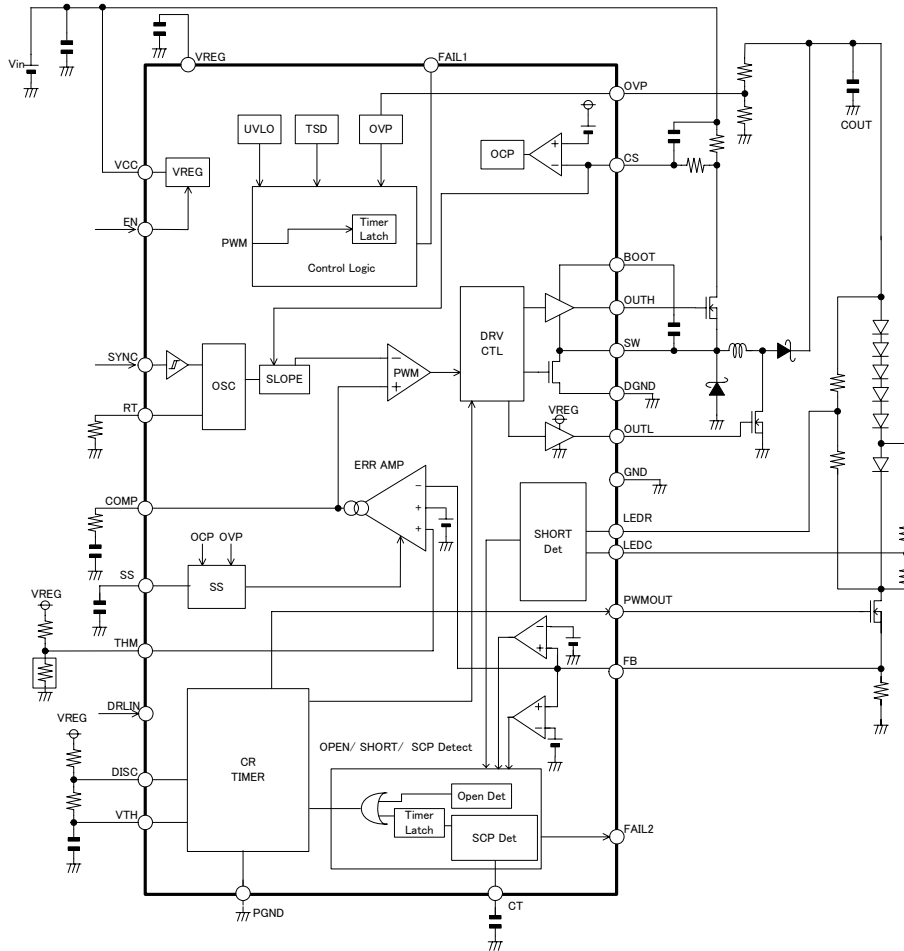 Vin
VREG
FAIL1
OVP
COUT
UVLO
TSD
OVP
OCP
CS
VCC
VREG
EN
PWM
Timer
Latch
Control Logic
BOOT
OUTH
DRV
CTL
SYNC
OSC
SLOPE
PWM
SW
DGND
RT
VREG
OUTL
ERR AMP
GND
COMP
LEDR
SHORT
Det
LEDC
OCP OVP
SS
SS
VREG
PWMOUT
THM
FB
DRLIN
VREG
CR
TIMER
OPEN/ SHORT/ SCP Detect
DISC
Open Det
Timer
Latch
VTH
SCP Det
FAIL2
PGND
CT